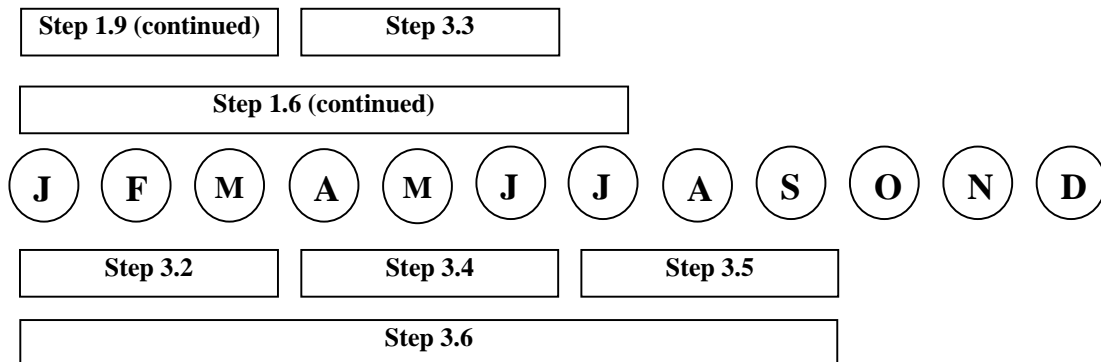 Step 1.9 (continued) Step 3.3
Step 1.6 (continued)
J F M A M J J A S O N D
Step 3.2 Step 3.4 Step 3.5
Step 3.6